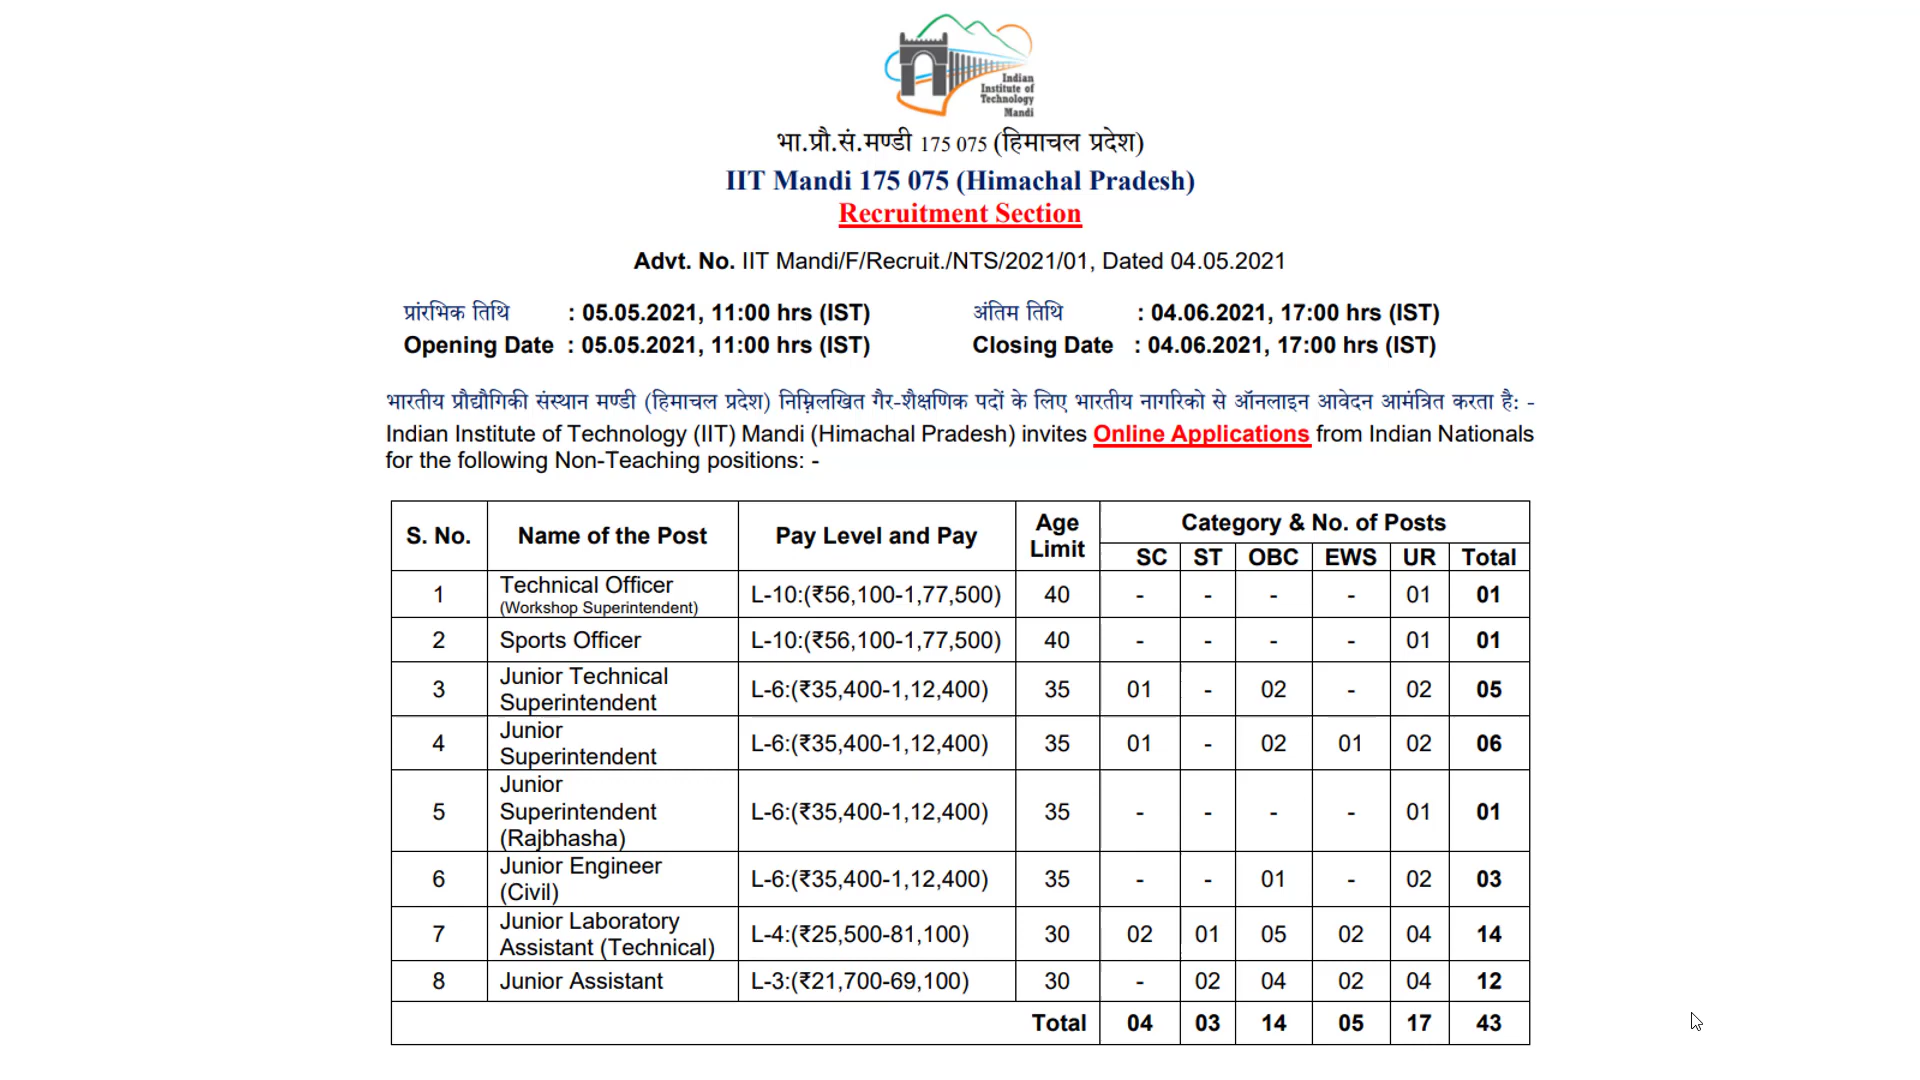 Indian
Institute of
Technology
Mandi
भा.प्रौ.सं.मण्डी 175 075 (हिमाचल प्रदेश)
IIT Mandi 175 075 (Himachal Pradesh)
Recruitment Section
Advt. No. IIT Mandi/F/Recruit./NTS/2021/01, Dated 04.05.2021
प्रांरभिक तिथि : 05.05.2021, 11:00 hrs (IST) अंतिम तिथि : 04.06.2021, 17:00 hrs (IST)
Opening Date : 05.05.2021, 11:00 hrs (IST) Closing Date : 04.06.2021, 17:00 hrs (IST)
भारतीय प्रौद्यौगिकी संस्थान मण्डी (हिमाचल प्रदेश) निम्निलखित गैर-शैक्षणिक पदों के लिए भारतीय नागरिको से ऑनलाइन आवेदन आमंत्रित करता है: -
Indian Institute of Technology (IIT) Mandi (Himachal Pradesh) invites Online Applications from Indian Nationals
for the following Non-Teaching positions: -
S. No. Name of the Post Pay Level and Pay Age Limit Category & No. of Posts
SC ST OBC EWS UR Total
1 Technical Officer (Workshop Superintendent) L-10:(₹56,100-1,77,500) 40 - - - - 01 01
2 Sports Officer L-10:(₹56,100-1,77,500) 40 - - - - 01 01
3 Junior Technical Superintendent L-6:(₹35,400-1,12,400) 35 01 - 02 - 02 05
4 Junior Superintendent L-6:(₹35,400-1,12,400) 35 01 - 02 01 02 06
5 Junior Superintendent (Rajbhasha) L-6:(₹35,400-1,12,400) 35 - - - - 01 01
6 Junior Engineer (Civil) L-6:(₹35,400-1,12,400) 35 - - 01 - 02 03
7 Junior Laboratory Assistant (Technical) L-4:(₹25,500-81,100) 30 02 01 05 02 04 14
8 Junior Assistant L-3:(₹21,700-69,100) 30 - 02 04 02 04 12
Total 04 03 14 05 17 43